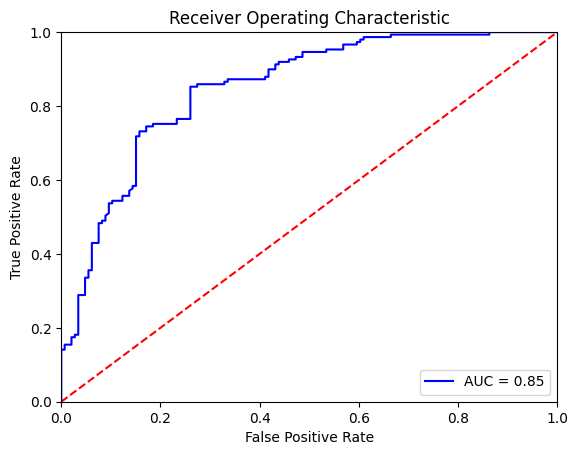 Receiver Operating Characteristic
1.0
0.8
0.6
0.4
0.2
0.0
True Positive Rate
AUC = 0.85
0.0 0.2 0.4 0.6 0.8 1.0
False Positive Rate